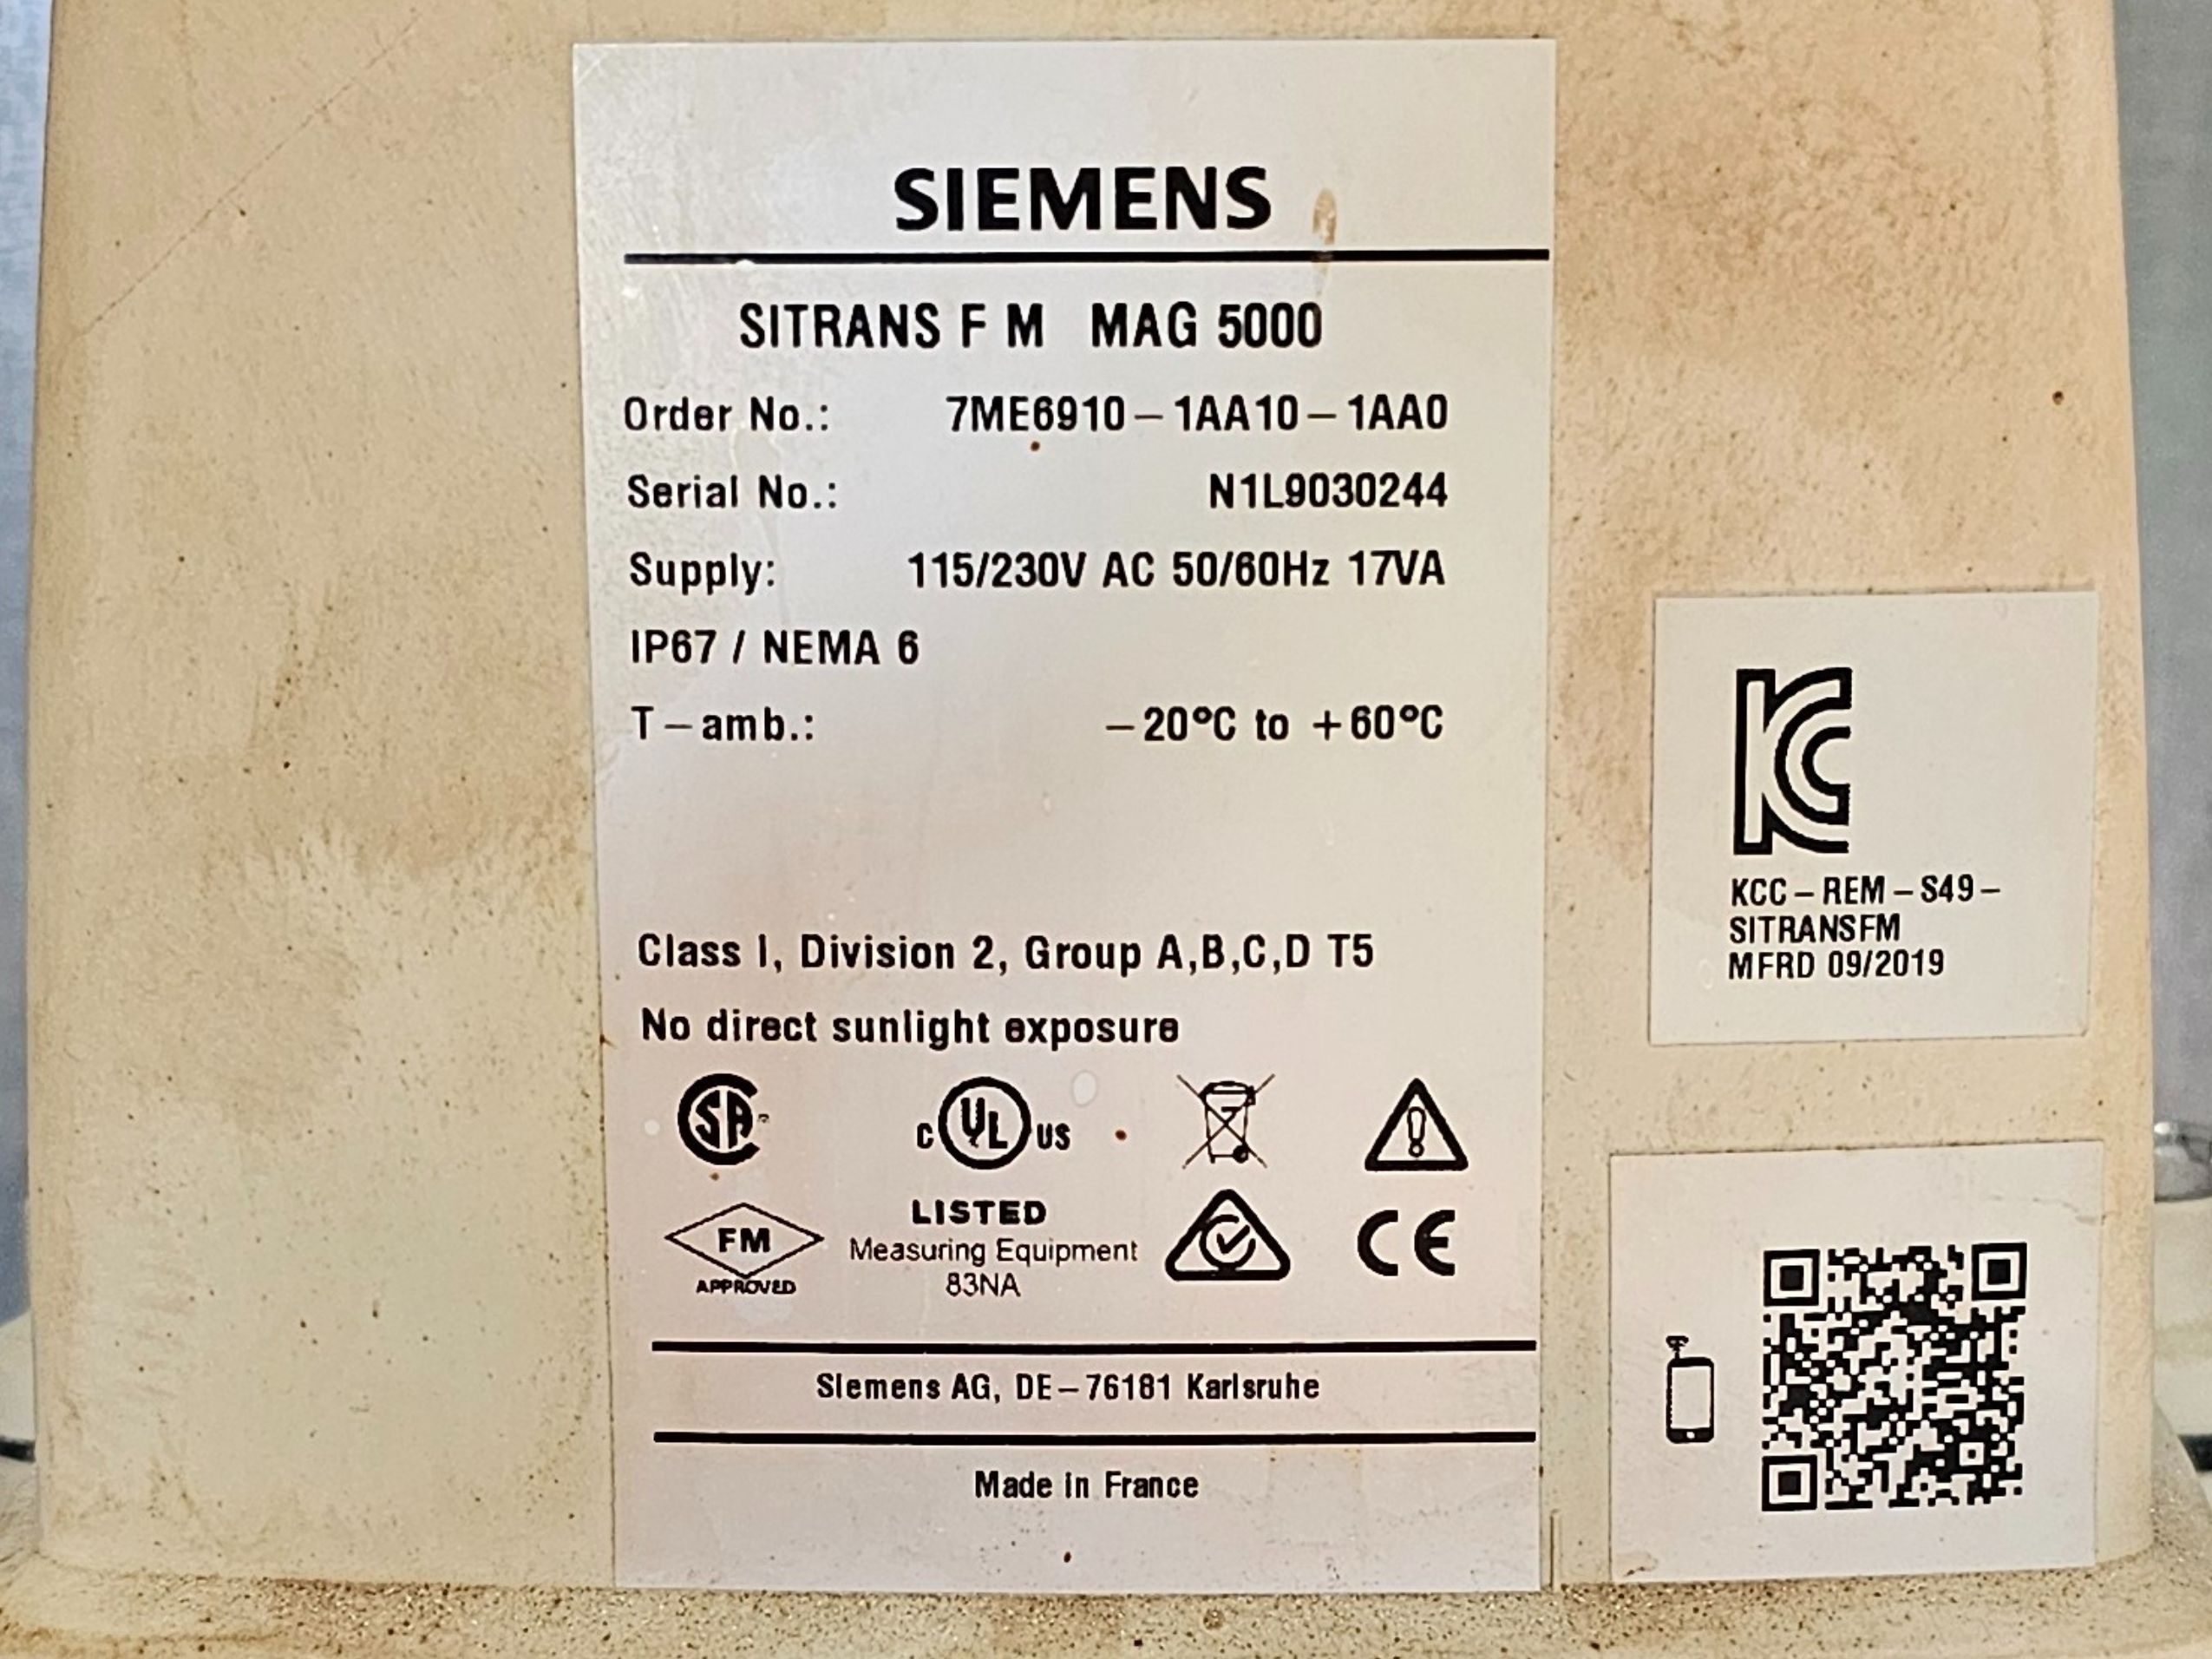 SIEMENS
SITRANS F M MAG 5000
Order No.: 7ME6910-1AA10-1AA0
Serial No.: N1L9030244
Supply: 115/230V AC 50/60Hz 17VA
IP67 / NEMA 6
T-amb.: -20°C to +60°C
Class I, Division 2, Group A,B,C,D T5
No direct sunlight exposure
SA
C UL US
FM
APPROVED
LISTED
Measuring Equipment
83NA
CE
Siemens AG, DE-76181 Karlsruhe
Made in France
KC
KCC-REM-S49-
SITRANSFM
MFRD 09/2019